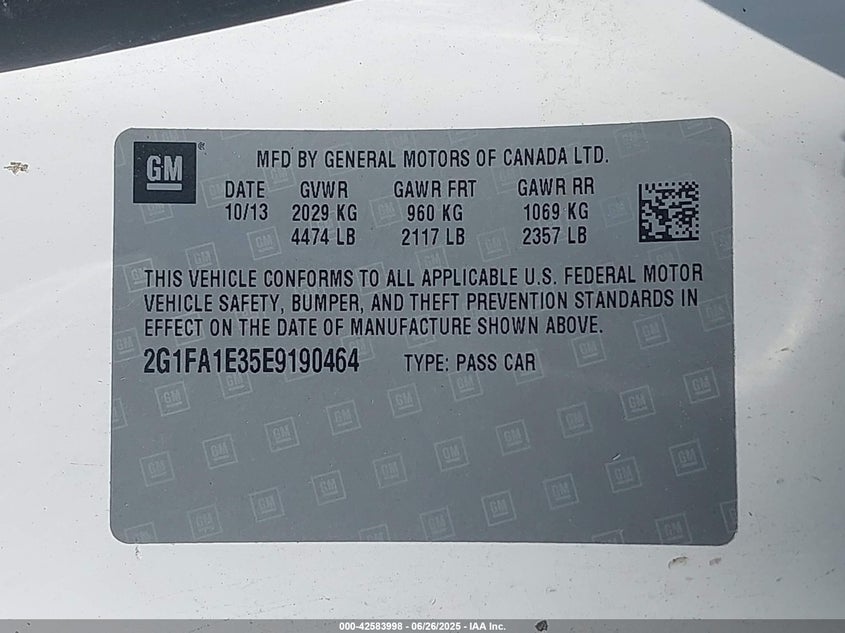 GM ®
MFD BY GENERAL MOTORS OF CANADA LTD.
DATE GVWR GAWR FRT GAWR RR
10/13 2029 KG 960 KG 1069 KG
4474 LB 2117 LB 2357 LB
THIS VEHICLE CONFORMS TO ALL APPLICABLE U.S. FEDERAL MOTOR
VEHICLE SAFETY, BUMPER, AND THEFT PREVENTION STANDARDS IN
EFFECT ON THE DATE OF MANUFACTURE SHOWN ABOVE.
2G1FA1E35E9190464 TYPE: PASS CAR
000-42583998 - 06/26/2025 - IAA Inc.